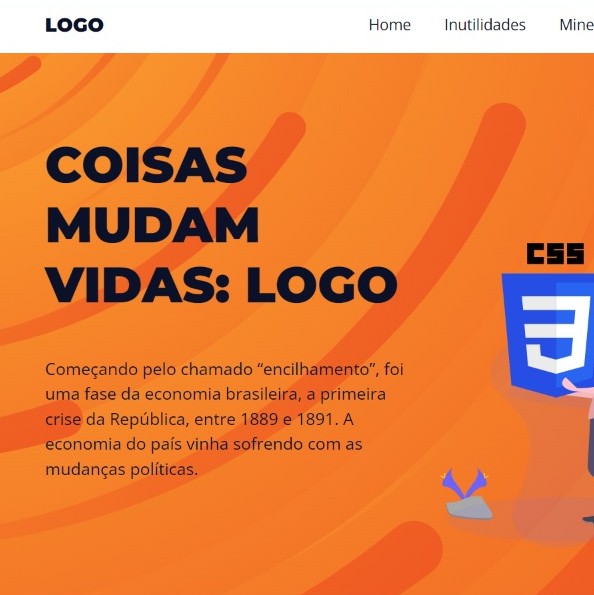 LOGO
Home Inutilidades Mine
COISAS
MUDAM
VIDAS: LOGO
CSS
Começando pelo chamado “encilhamento”, foi
uma fase da economia brasileira, a primeira
crise da República, entre 1889 e 1891. A
economia do país vinha sofrendo com as
mudanças políticas.